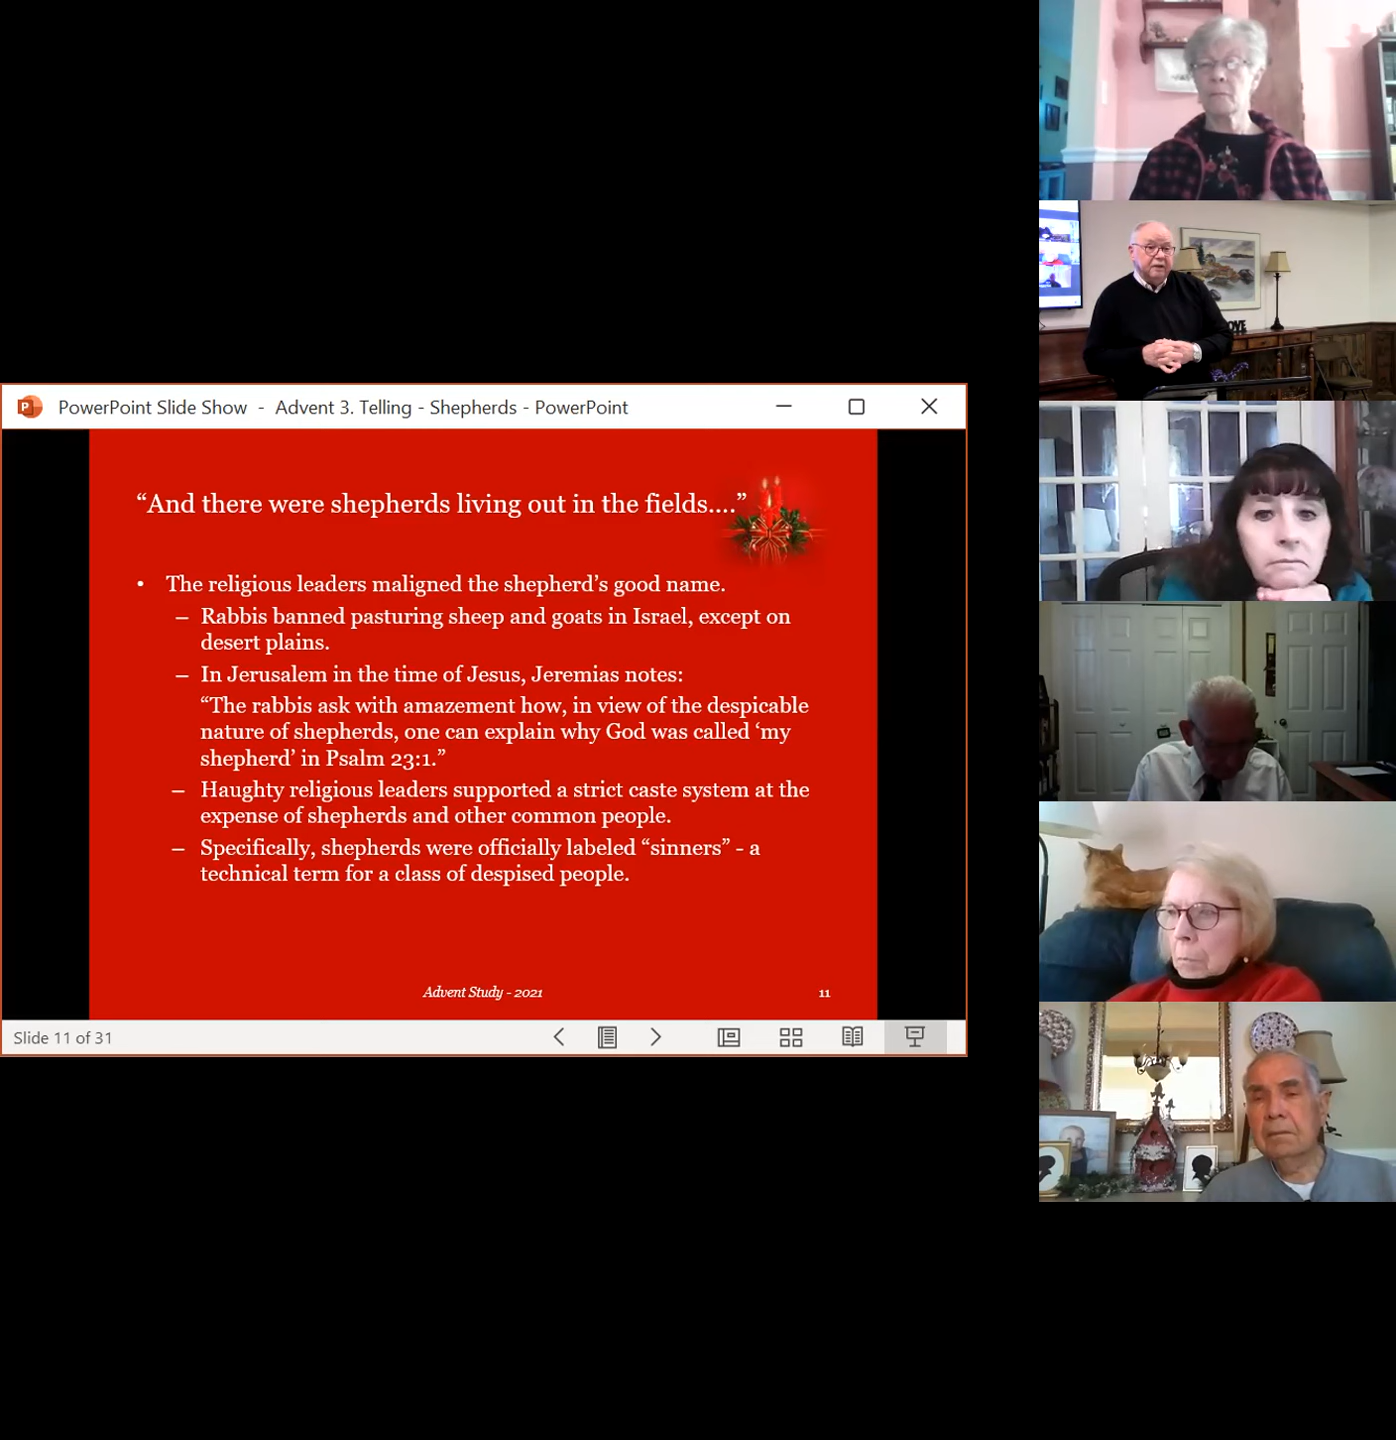 PowerPoint Slide Show - Advent 3. Telling - Shepherds - PowerPoint
“And there were shepherds living out in the fields....”
• The religious leaders maligned the shepherd’s good name.
– Rabbis banned pasturing sheep and goats in Israel, except on
desert plains.
– In Jerusalem in the time of Jesus, Jeremias notes:
“The rabbis ask with amazement how, in view of the despicable
nature of shepherds, one can explain why God was called ‘my
shepherd’ in Psalm 23:1.”
– Haughty religious leaders supported a strict caste system at the
expense of shepherds and other common people.
– Specifically, shepherds were officially labeled “sinners” - a
technical term for a class of despised people.
Advent Study - 2021
11
Slide 11 of 31